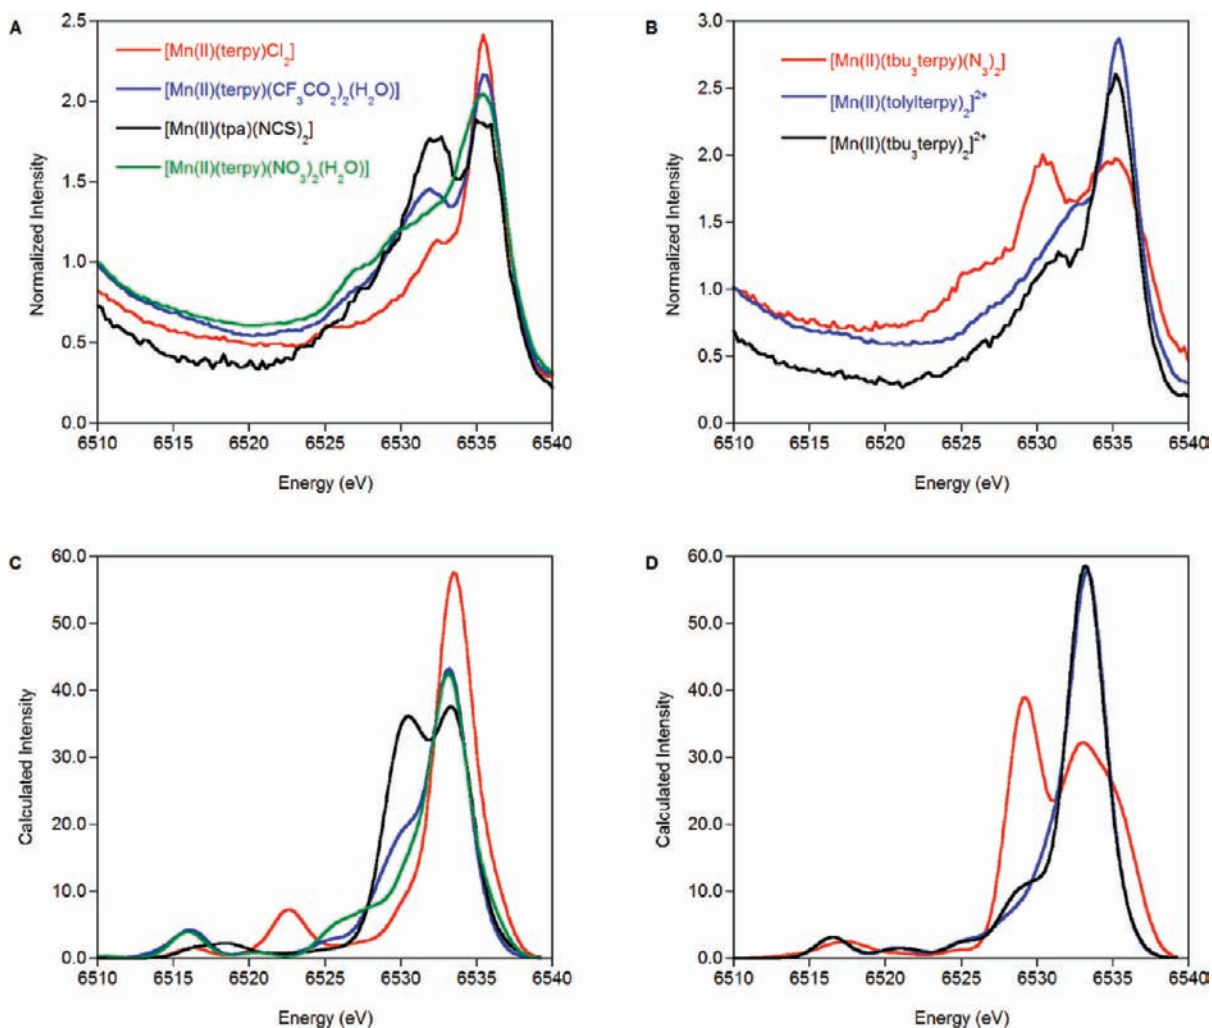 A
2.5
2.0
1.5
1.0
0.5
0.0
Normalized Intensity
[Mn(II)(terpy)Cl₂]
[Mn(II)(terpy)(CF₃CO₂)₂(H₂O)]
[Mn(II)(tpa)(NCS)₂]
[Mn(II)(terpy)(NO₃)₂(H₂O)]
6510 6515 6520 6525 6530 6535 6540
Energy (eV)
B
3.0
2.5
2.0
1.5
1.0
0.5
0.0
Normalized Intensity
[Mn(II)(tbu₃terpy)(N₃)₂]
[Mn(II)(tolylterpy)₂]²⁺
[Mn(II)(tbu₃terpy)₂]²⁺
6510 6515 6520 6525 6530 6535 6540
Energy (eV)
C
60.0
50.0
40.0
30.0
20.0
10.0
0.0
Calculated Intensity
6510 6515 6520 6525 6530 6535 6540
Energy (eV)
D
60.0
50.0
40.0
30.0
20.0
10.0
0.0
Calculated Intensity
6510 6515 6520 6525 6530 6535 6540
Energy (eV)